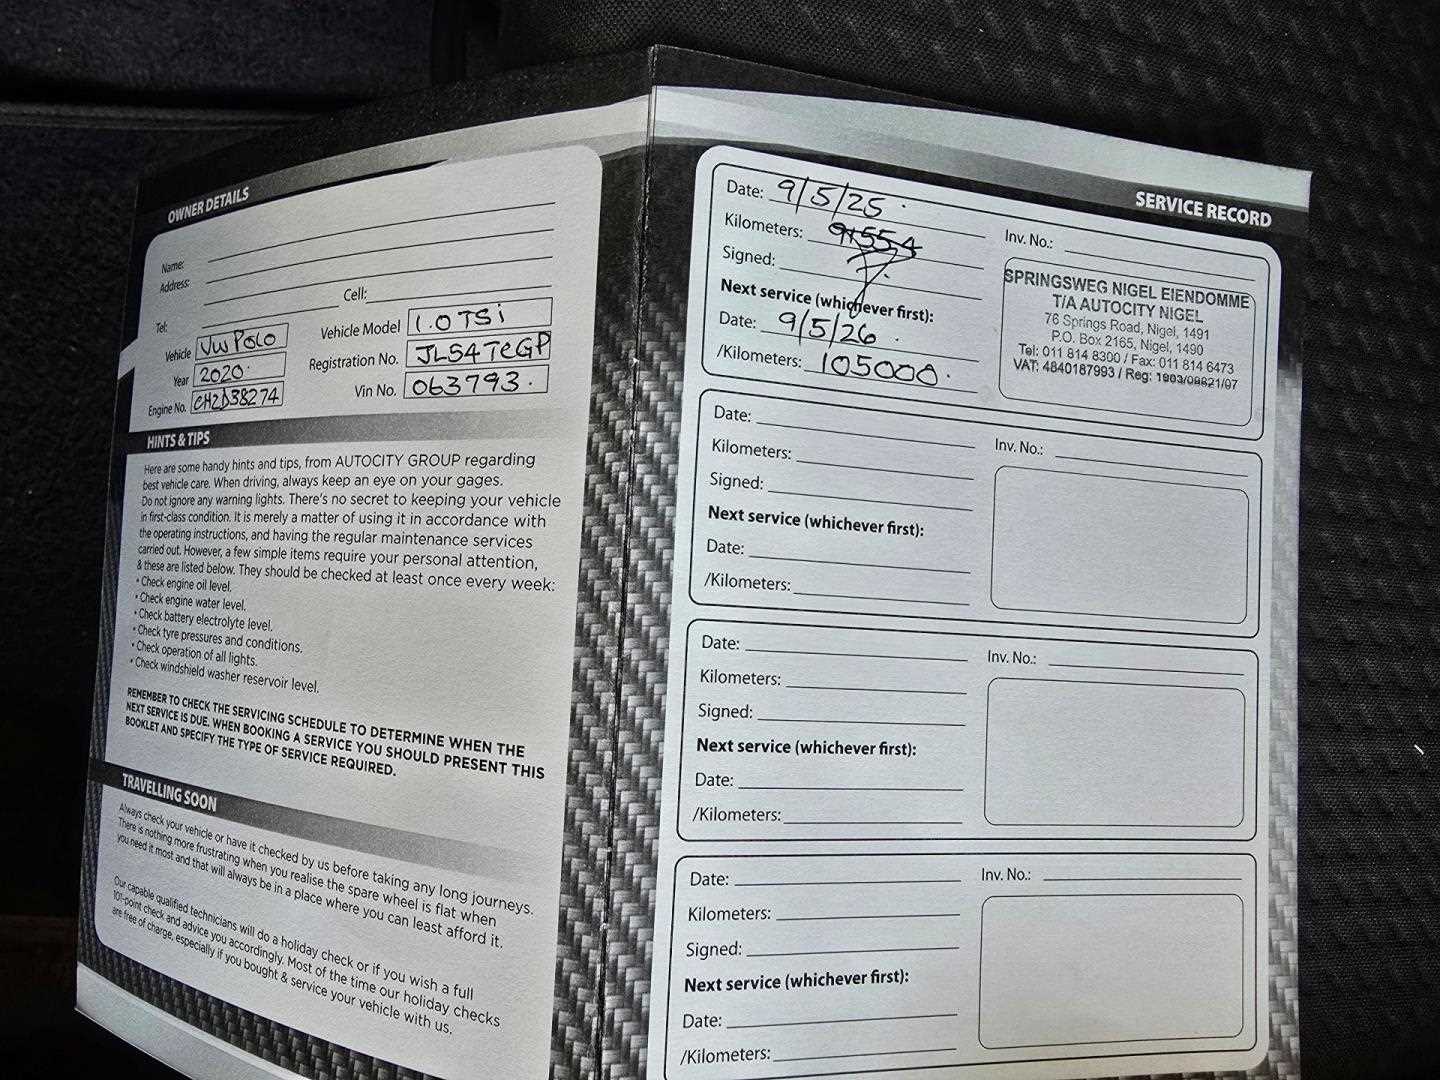 OWNER DETAILS
Name:
Address:
Cell:
Tel:
Vehicle VW POLO Vehicle Model 1.0 TSi
Year 2020 Registration No. JL54TCGP
Engine No. CHZD38274 Vin No. 063793.
HINTS & TIPS
Here are some handy hints and tips, from AUTOCITY GROUP regarding
best vehicle care. When driving, always keep an eye on your gages.
Do not ignore any warning lights. There's no secret to keeping your vehicle
in first-class condition. It is merely a matter of using it in accordance with
the operating instructions, and having the regular maintenance services
carried out. However, a few simple items require your personal attention,
& these are listed below. They should be checked at least once every week:
• Check engine oil level.
• Check engine water level.
• Check battery electrolyte level.
• Check tyre pressures and conditions.
• Check operation of all lights.
• Check windshield washer reservoir level.
REMEMBER TO CHECK THE SERVICING SCHEDULE TO DETERMINE WHEN THE
NEXT SERVICE IS DUE. WHEN BOOKING A SERVICE YOU SHOULD PRESENT THIS
BOOKLET AND SPECIFY THE TYPE OF SERVICE REQUIRED.
TRAVELLING SOON
Always check your vehicle or have it checked by us before taking any long journeys.
There is nothing more frustrating when you realise the spare wheel is flat when
you need it most and that will always be in a place where you can least afford it.
Our capable qualified technicians will do a holiday check or if you wish a full
101-point check and advice you accordingly. Most of the time our holiday checks
are free of charge, especially if you bought & service your vehicle with us.
SERVICE RECORD
Date: 9/5/25
Kilometers: 91554
Signed:
Next service (whichever first):
Date: 9/5/26
/Kilometers: 105000
Inv. No.:
SPRINGSWEG NIGEL EIENDOMME
T/A AUTOCITY NIGEL
76 Springs Road, Nigel, 1491
P.O. Box 2165, Nigel, 1490
Tel: 011 814 8300 / Fax: 011 814 6473
VAT: 4840187993 / Reg: 1903/09821/07
Date:
Kilometers:
Signed:
Next service (whichever first):
Date:
/Kilometers:
Inv. No.:
Date:
Kilometers:
Signed:
Next service (whichever first):
Date:
/Kilometers:
Inv. No.:
Date:
Kilometers:
Signed:
Next service (whichever first):
Date:
/Kilometers:
Inv. No.: